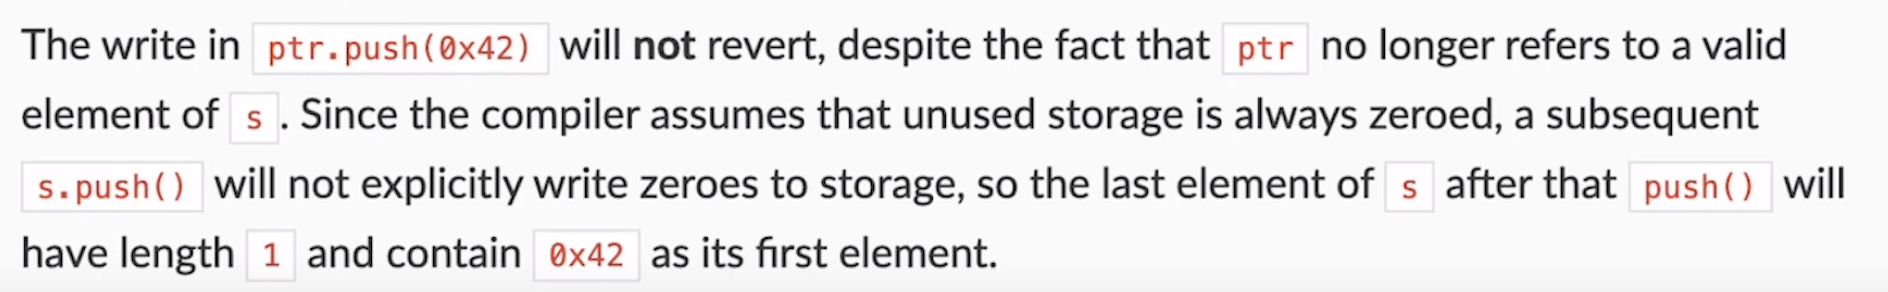 The write in ptr.push(0x42) will not revert, despite the fact that ptr no longer refers to a valid
element of s . Since the compiler assumes that unused storage is always zeroed, a subsequent
s.push() will not explicitly write zeroes to storage, so the last element of s after that push() will
have length 1 and contain 0x42 as its first element.